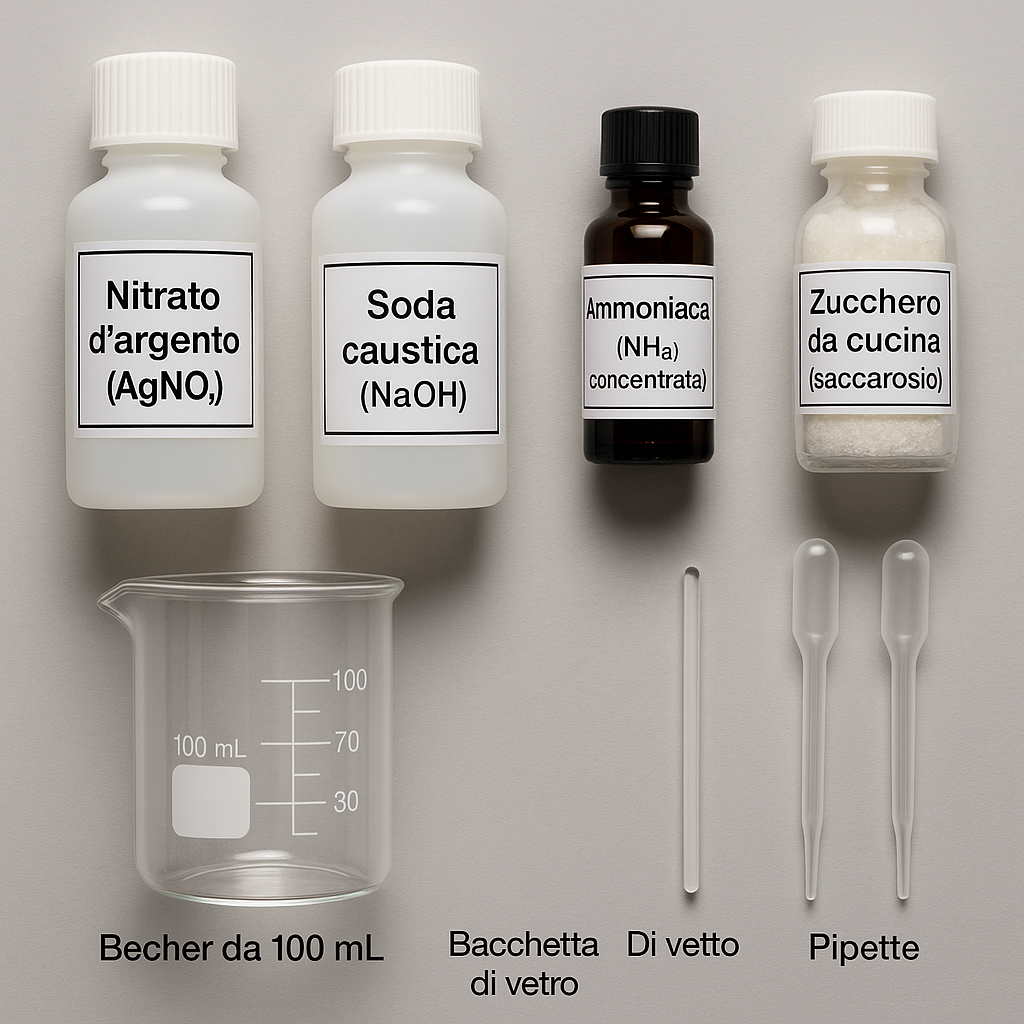 Nitrato
d'argento
(AgNO,)
Soda
caustica
(NaOH)
Ammoniaca
(NHa)
concentrata)
Zucchero
da cucina
(saccarosio)
100
100 mL
70
30
Becher da 100 mL
Bacchetta
di vetro
Di vetto
Pipette